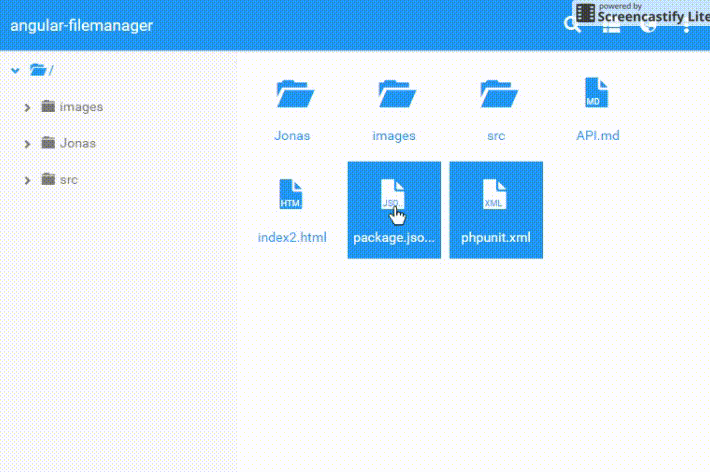 angular-filemanager
powered by
Screencastify Lite
/
images
Jonas
src
Jonas
images
src
MD
API.md
HTM
index2.html
JSO
package.jso...
XML
phpunit.xml